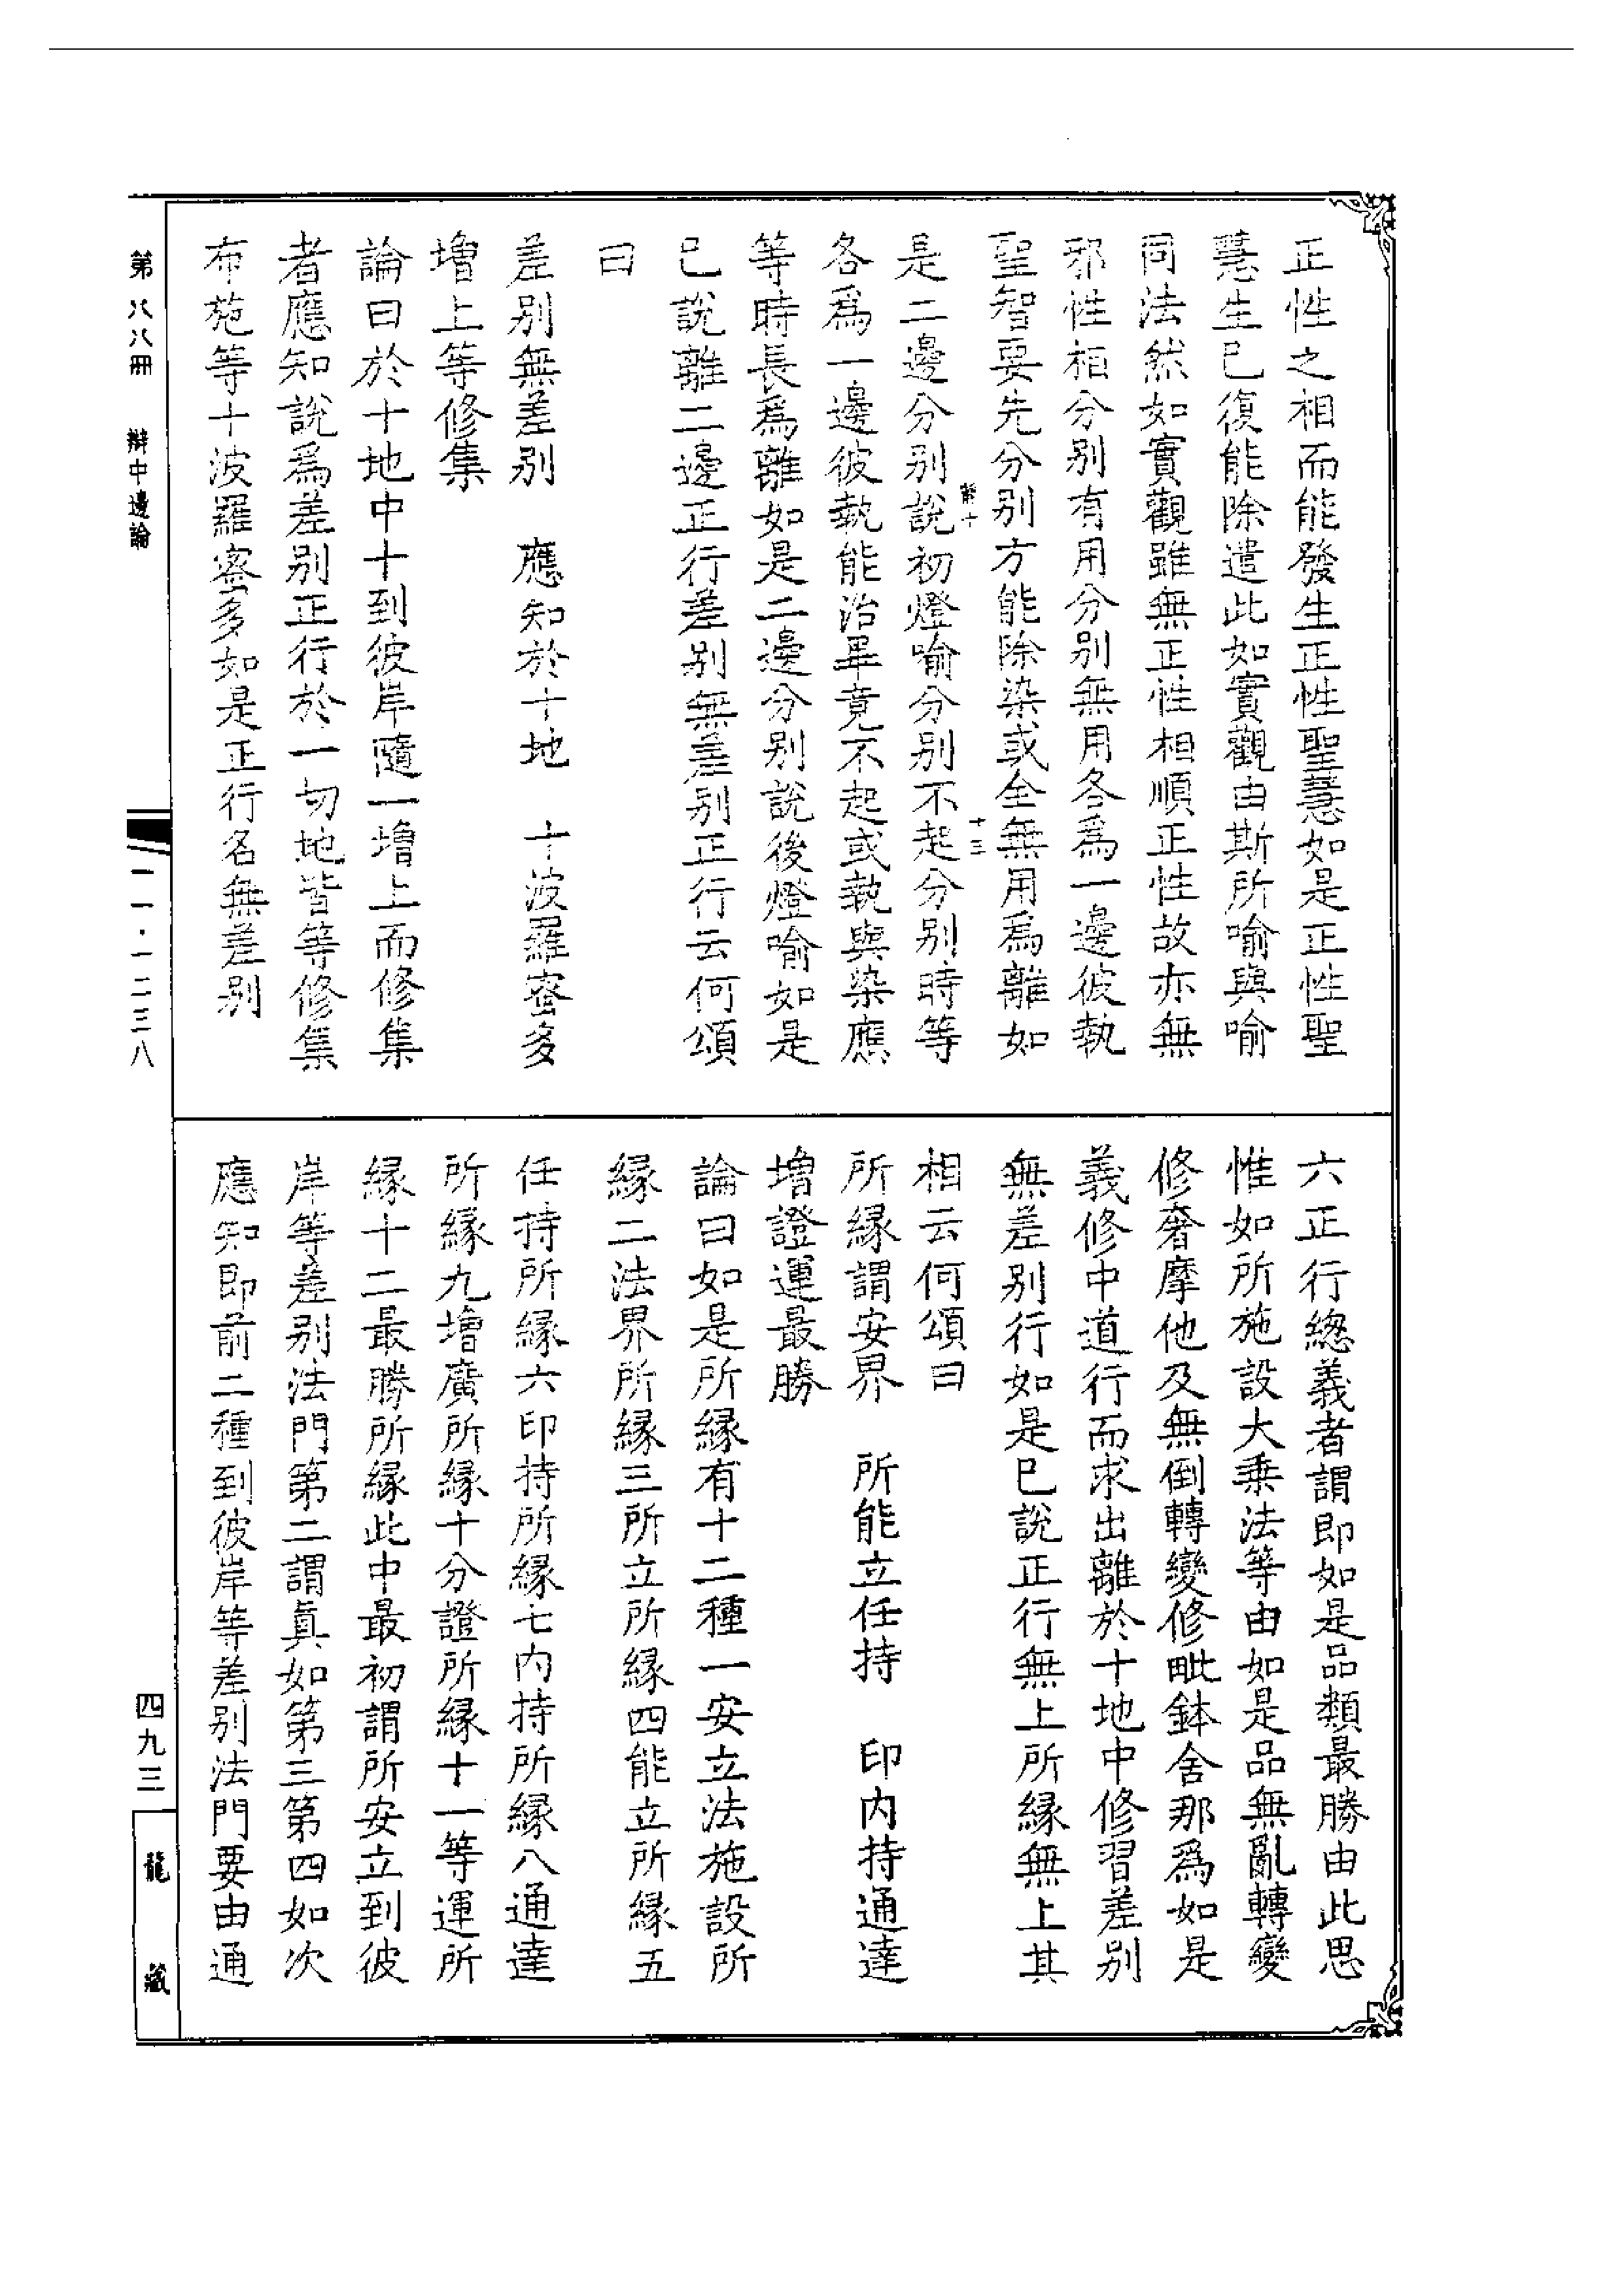 正性之相而能發生正性聖慧如是正性聖
慧生已復能除遣此如實觀由斯所喻與喻
同法然如實觀雖無正性相順正性故亦無
邪性相分别有用分别無用各爲一邊彼執
聖智要先分别方能除染或全無用爲離如
是二邊分别說初燈喻分别不起分别時等
各爲一邊彼執能治畢竟不起或執與染應
等時長爲離如是二邊分别說後燈喻如是
已說離二邊正行差别無差别正行云何頌
曰
差别無差别　應知於十地　十波羅蜜多
增上等修集
論曰於十地中十到彼岸隨一增上而修集
者應知說爲差别正行於一切地皆等修集
布施等十波羅蜜多如是正行名無差别
六正行總義者謂即如是品類最勝由此思
惟如所施設大乘法等由如是品無亂轉變
修奢摩他及無倒轉變修毗鉢舍那爲如是
義修中道行而求出離於十地中修習差别
無差别行如是已說正行無上所緣無上其
相云何頌曰
所緣謂安界　所能立任持　印内持通達
增證運最勝
論曰如是所緣有十二種一安立法施設所
緣二法界所緣三所立所緣四能立所緣五
任持所緣六印持所緣七内持所緣八通達
所緣九增廣所緣十分證所緣十一等運所
緣十二最勝所緣此中最初謂所安立到彼
岸等差别法門第二謂眞如第三第四如次
應知即前二種到彼岸等差别法門要由通
第八八冊　辯中邊論
二一·一二三八
四九三
龍藏
十三